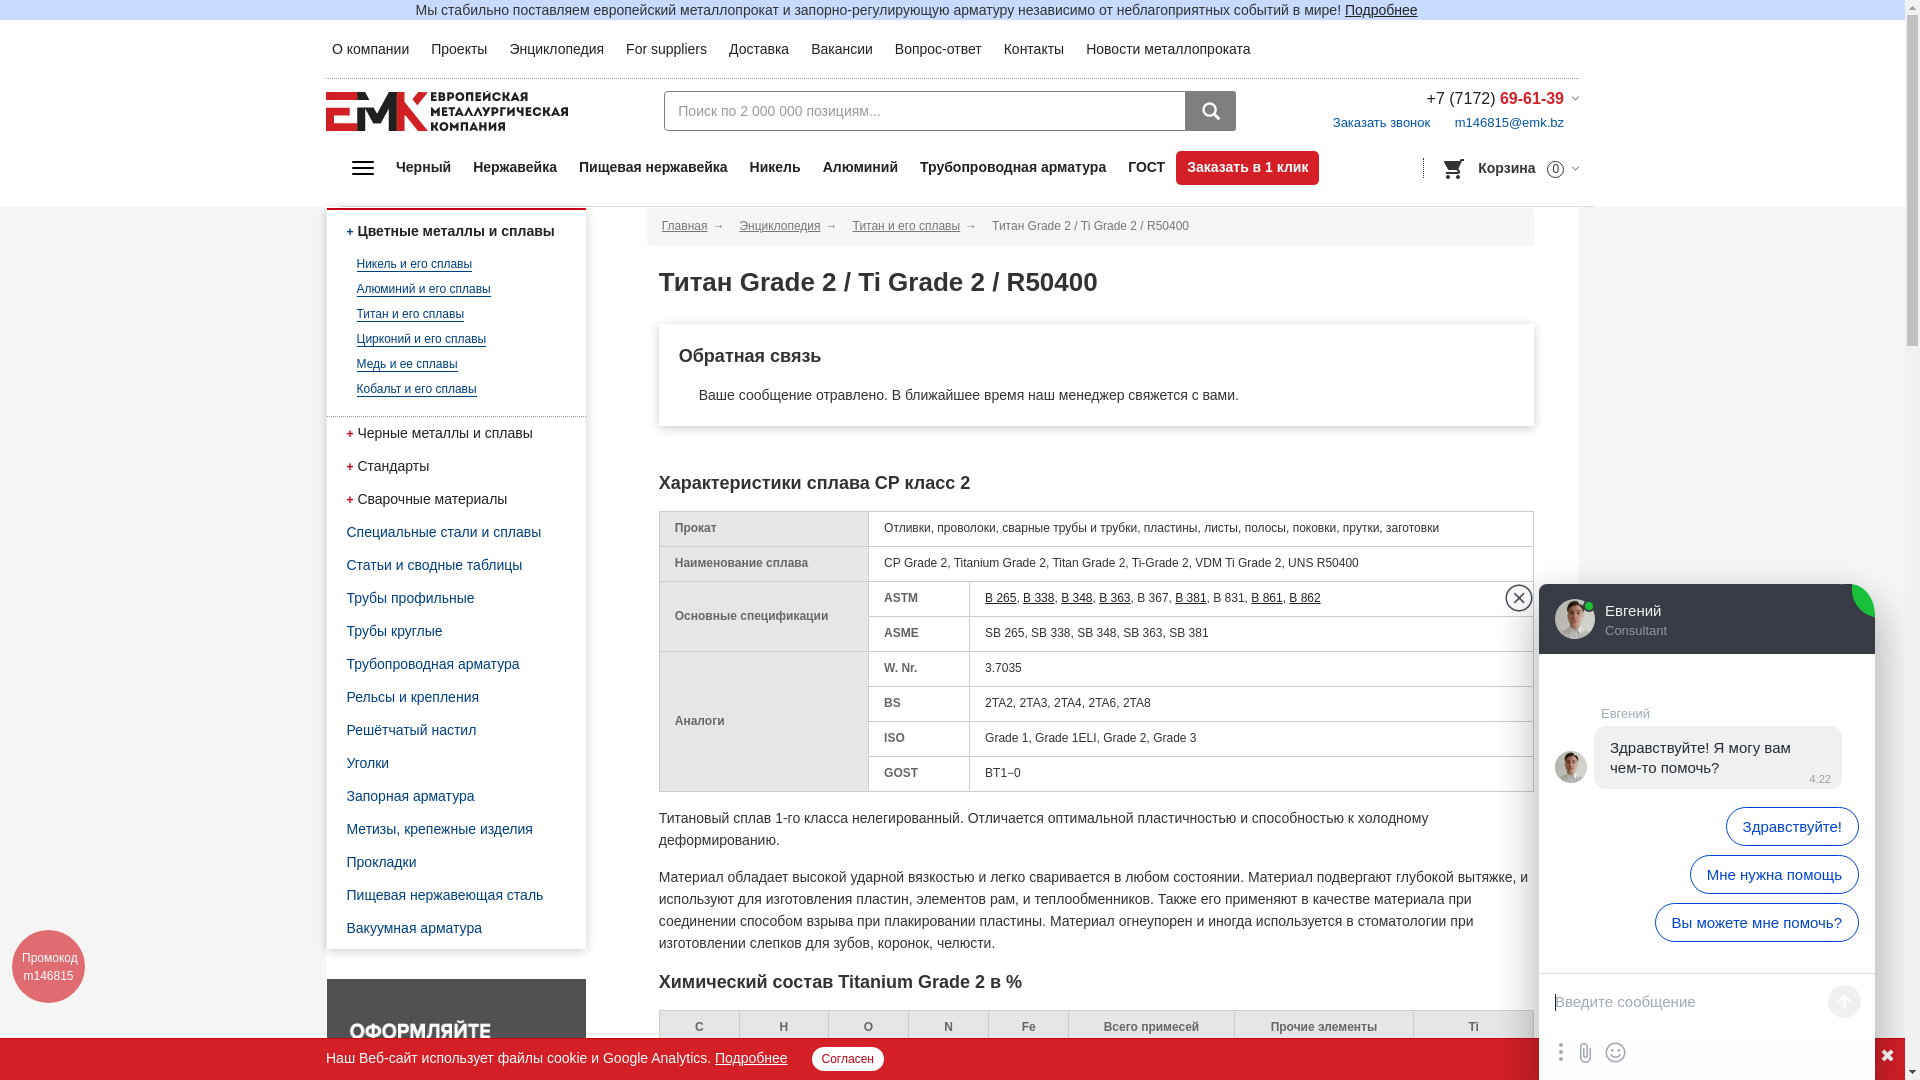 Мы стабильно поставляем европейский металлопрокат и запорно-регулирующую арматуру независимо от неблагоприятных событий в мире! Подробнее
О компании Проекты Энциклопедия For suppliers Доставка Вакансии Вопрос-ответ Контакты Новости металлопроката
ЕМК ЕВРОПЕЙСКАЯ
МЕТАЛЛУРГИЧЕСКАЯ
КОМПАНИЯ
Поиск по 2 000 000 позициям...
+7 (7172) 69-61-39
Заказать звонок m146815@emk.bz
Черный Нержавейка Пищевая нержавейка Никель Алюминий Трубопроводная арматура ГОСТ Заказать в 1 клик
Корзина 0
+ Цветные металлы и сплавы
Никель и его сплавы
Алюминий и его сплавы
Титан и его сплавы
Цирконий и его сплавы
Медь и ее сплавы
Кобальт и его сплавы
+ Черные металлы и сплавы
+ Стандарты
+ Сварочные материалы
Специальные стали и сплавы
Статьи и сводные таблицы
Трубы профильные
Трубы круглые
Трубопроводная арматура
Рельсы и крепления
Решётчатый настил
Уголки
Запорная арматура
Метизы, крепежные изделия
Прокладки
Пищевая нержавеющая сталь
Вакуумная арматура
ОФОРМЛЯЙТЕ
Промокод
m146815
Главная → Энциклопедия → Титан и его сплавы → Титан Grade 2 / Ti Grade 2 / R50400
Титан Grade 2 / Ti Grade 2 / R50400
Обратная связь
Ваше сообщение отравлено. В ближайшее время наш менеджер свяжется с вами.
Характеристики сплава CP класс 2
Прокат Отливки, проволоки, сварные трубы и трубки, пластины, листы, полосы, поковки, прутки, заготовки
Наименование сплава CP Grade 2, Titanium Grade 2, Titan Grade 2, Ti-Grade 2, VDM Ti Grade 2, UNS R50400
Основные спецификации
ASTM B 265, B 338, B 348, B 363, B 367, B 381, B 831, B 861, B 862
ASME SB 265, SB 338, SB 348, SB 363, SB 381
Аналоги
W. Nr. 3.7035
BS 2TA2, 2TA3, 2TA4, 2TA6, 2TA8
ISO Grade 1, Grade 1ELI, Grade 2, Grade 3
GOST ВТ1–0
Титановый сплав 1-го класса нелегированный. Отличается оптимальной пластичностью и способностью к холодному
деформированию.
Материал обладает высокой ударной вязкостью и легко сваривается в любом состоянии. Материал подвергают глубокой вытяжке, и
используют для изготовления пластин, элементов рам, и теплообменников. Также его применяют в качестве материала при
соединении способом взрыва при плакировании пластины. Материал огнеупорен и иногда используется в стоматологии при
изготовлении слепков для зубов, коронок, челюсти.
Химический состав Titanium Grade 2 в %
C H O N Fe Всего примесей Прочие элементы Ti
Евгений
Consultant
Евгений
Здравствуйте! Я могу вам
чем-то помочь?
4:22
Здравствуйте!
Мне нужна помощь
Вы можете мне помочь?
Введите сообщение
Наш Веб-сайт использует файлы cookie и Google Analytics. Подробнее Согласен